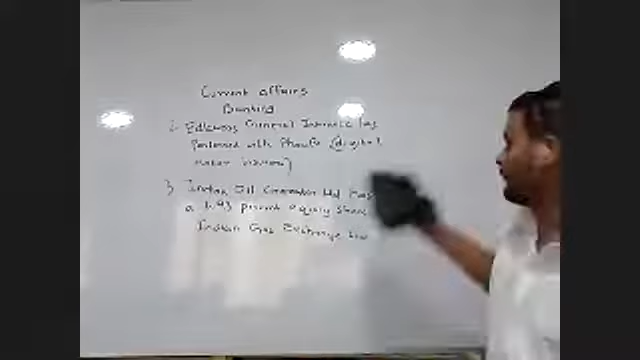 Current affairs
Banking
2. Edelweiss General Insurance has
Partnered with PhonePe (digital
motor insurance)
3. Indian Oil Corporation Ltd has
a 4.93 percent equity share
Indian Gas Exchange Ltd